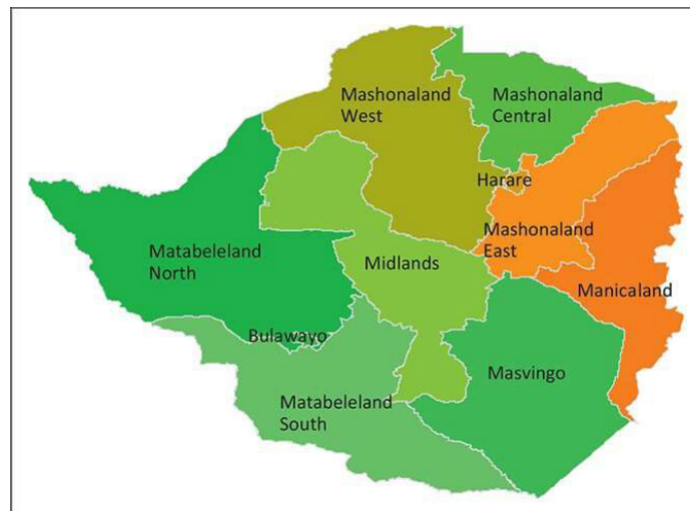 Mashonaland
West
Mashonaland
Central
Harare
Mashonaland
East
Matabeleland
North
Midlands
Manicaland
Bulawayo
Masvingo
Matabeleland
South